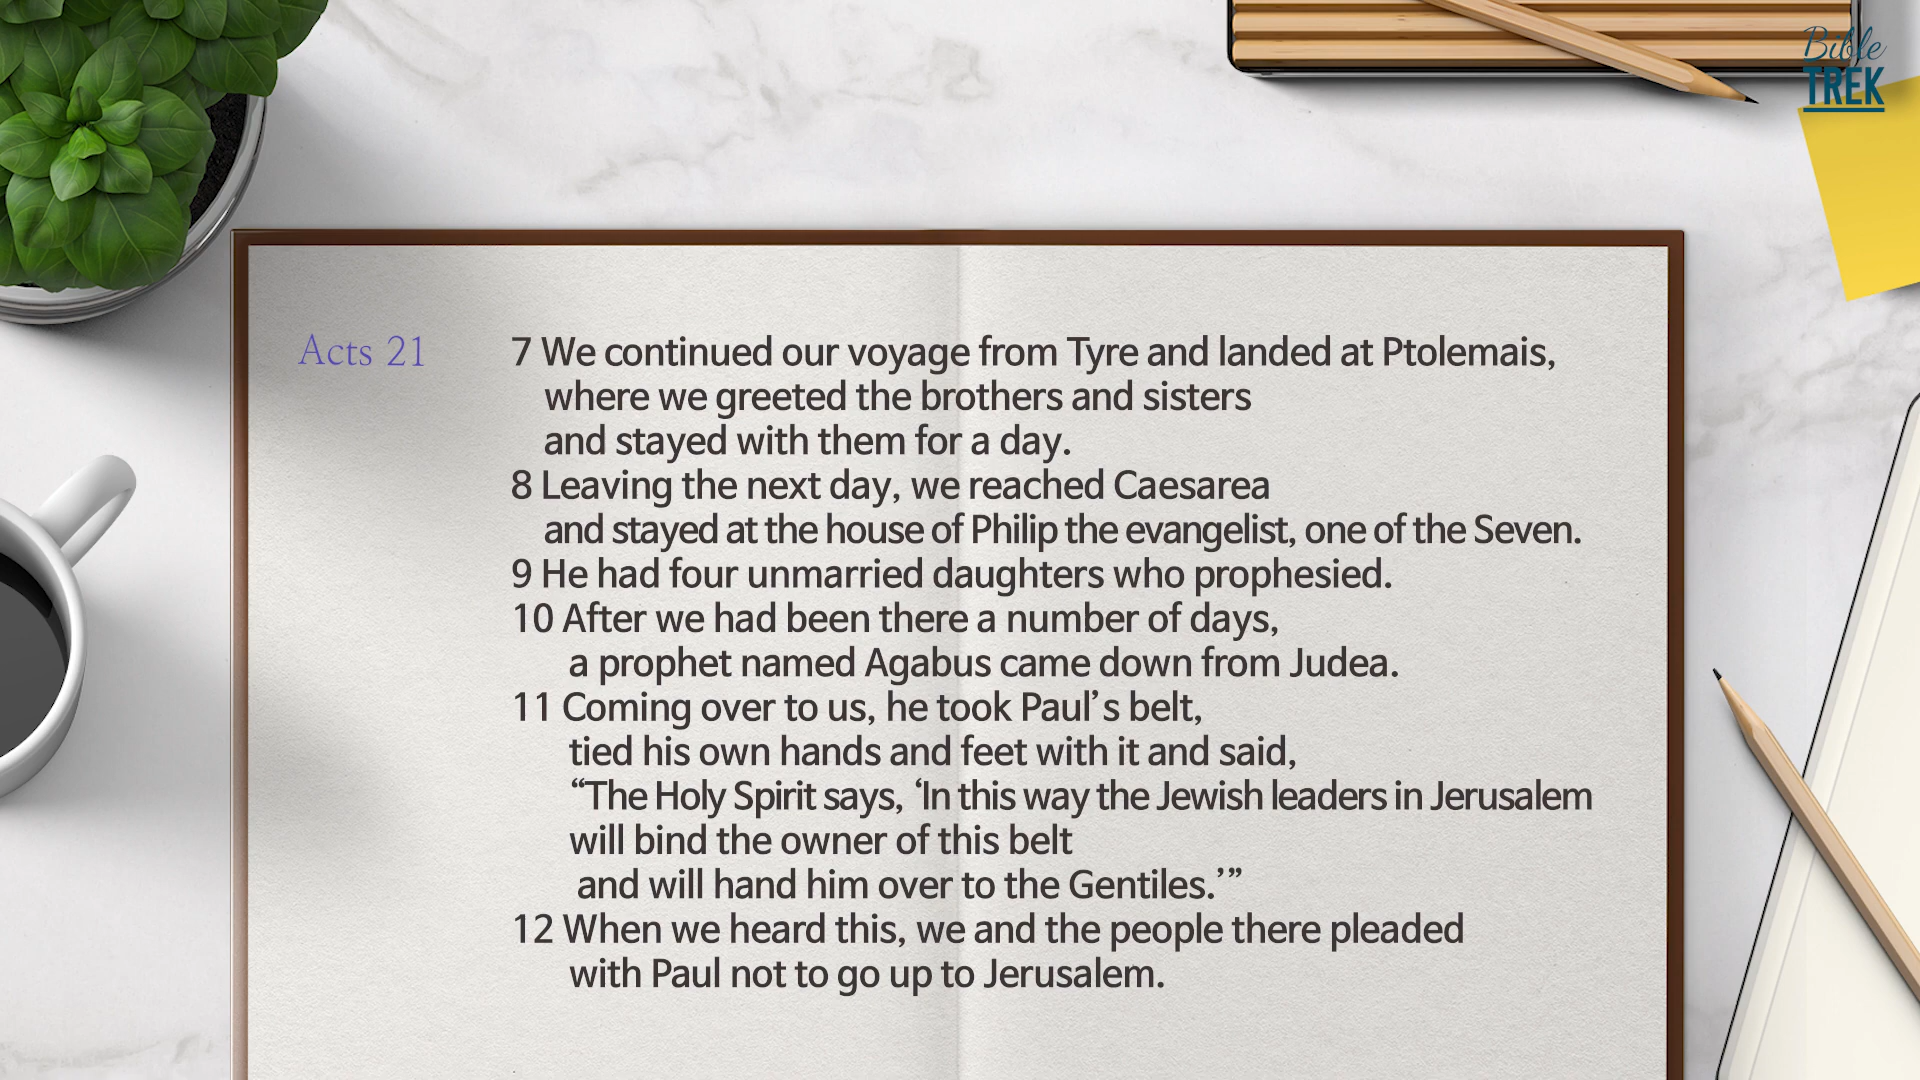 Bible
TREK
Acts 21
7 We continued our voyage from Tyre and landed at Ptolemais,
where we greeted the brothers and sisters
and stayed with them for a day.
8 Leaving the next day, we reached Caesarea
and stayed at the house of Philip the evangelist, one of the Seven.
9 He had four unmarried daughters who prophesied.
10 After we had been there a number of days,
a prophet named Agabus came down from Judea.
11 Coming over to us, he took Paul’s belt,
tied his own hands and feet with it and said,
“The Holy Spirit says, ‘In this way the Jewish leaders in Jerusalem
will bind the owner of this belt
and will hand him over to the Gentiles.’”
12 When we heard this, we and the people there pleaded
with Paul not to go up to Jerusalem.